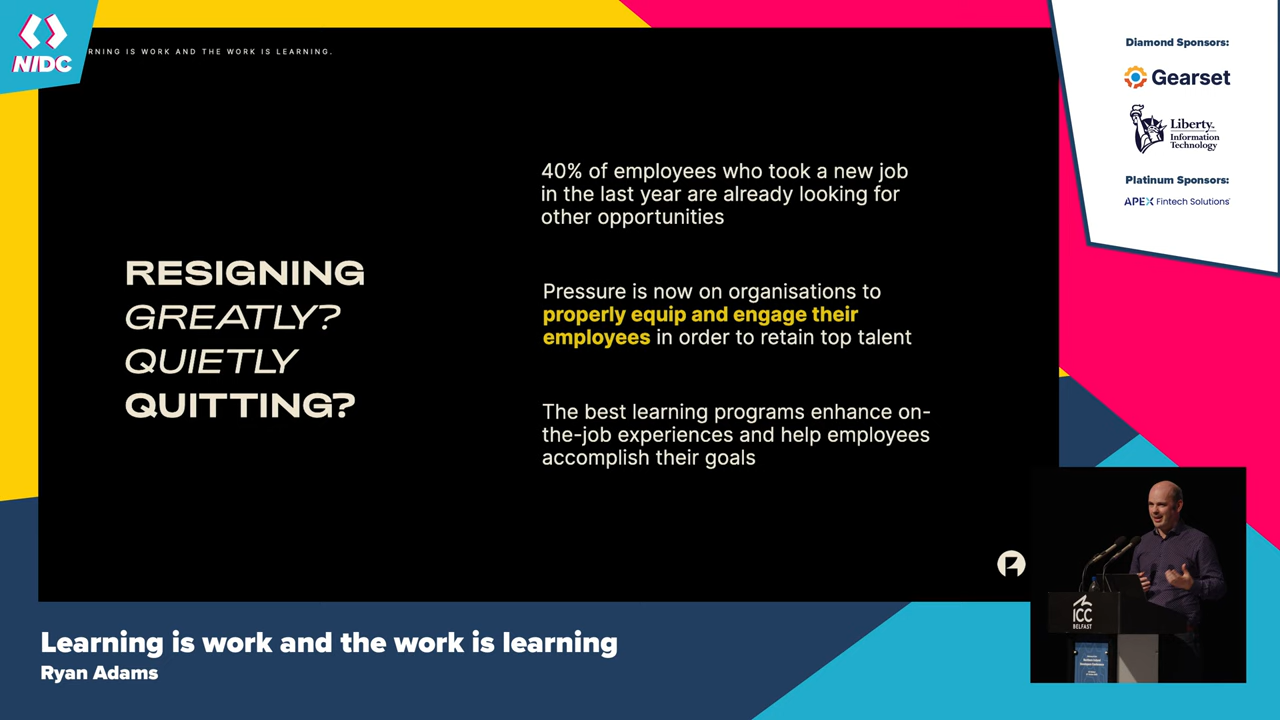 NIDC
RNING IS WORK AND THE WORK IS LEARNING.
RESIGNING
GREATLY?
QUIETLY
QUITTING?
40% of employees who took a new job
in the last year are already looking for
other opportunities
Pressure is now on organisations to
properly equip and engage their
employees in order to retain top talent
The best learning programs enhance on-
the-job experiences and help employees
accomplish their goals
Diamond Sponsors:
Gearset
Liberty
Information
Technology
Platinum Sponsors:
APEX Fintech Solutions
ICC
BELFAST
Learning is work and the work is learning
Ryan Adams